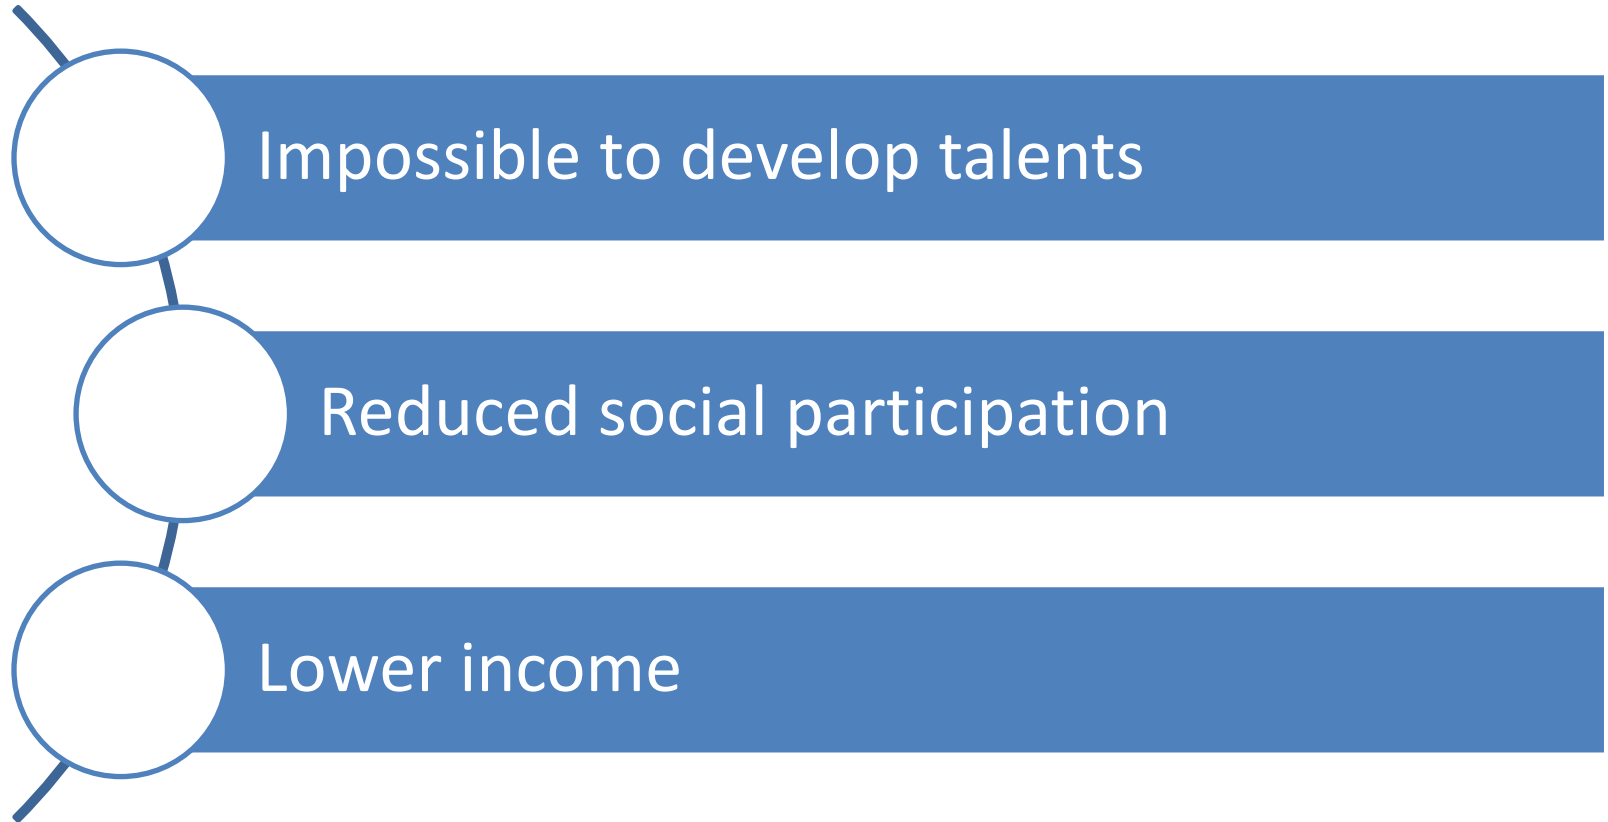 Impossible to develop talents
Reduced social participation
Lower income